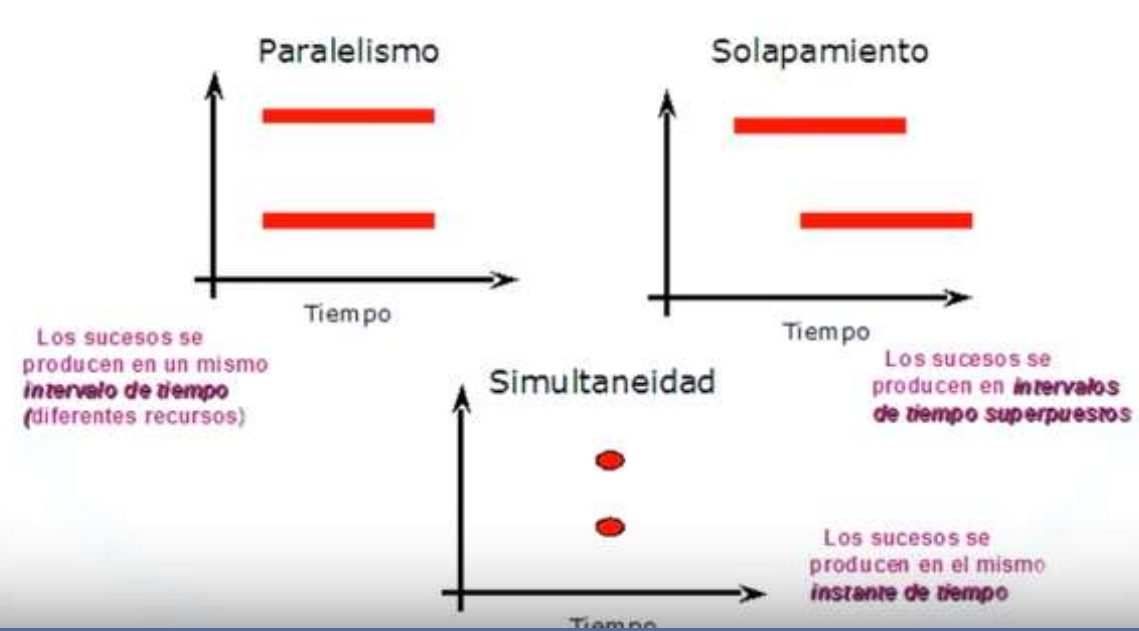 Paralelismo
Tiempo
Los sucesos se
producen en un mismo
intervalo de tiempo
(diferentes recursos)
Solapamiento
Tiempo
Los sucesos se
producen en intervalos
de tiempo superpuestos
Simultaneidad
Tiempo
Los sucesos se
producen en el mismo
instante de tiempo